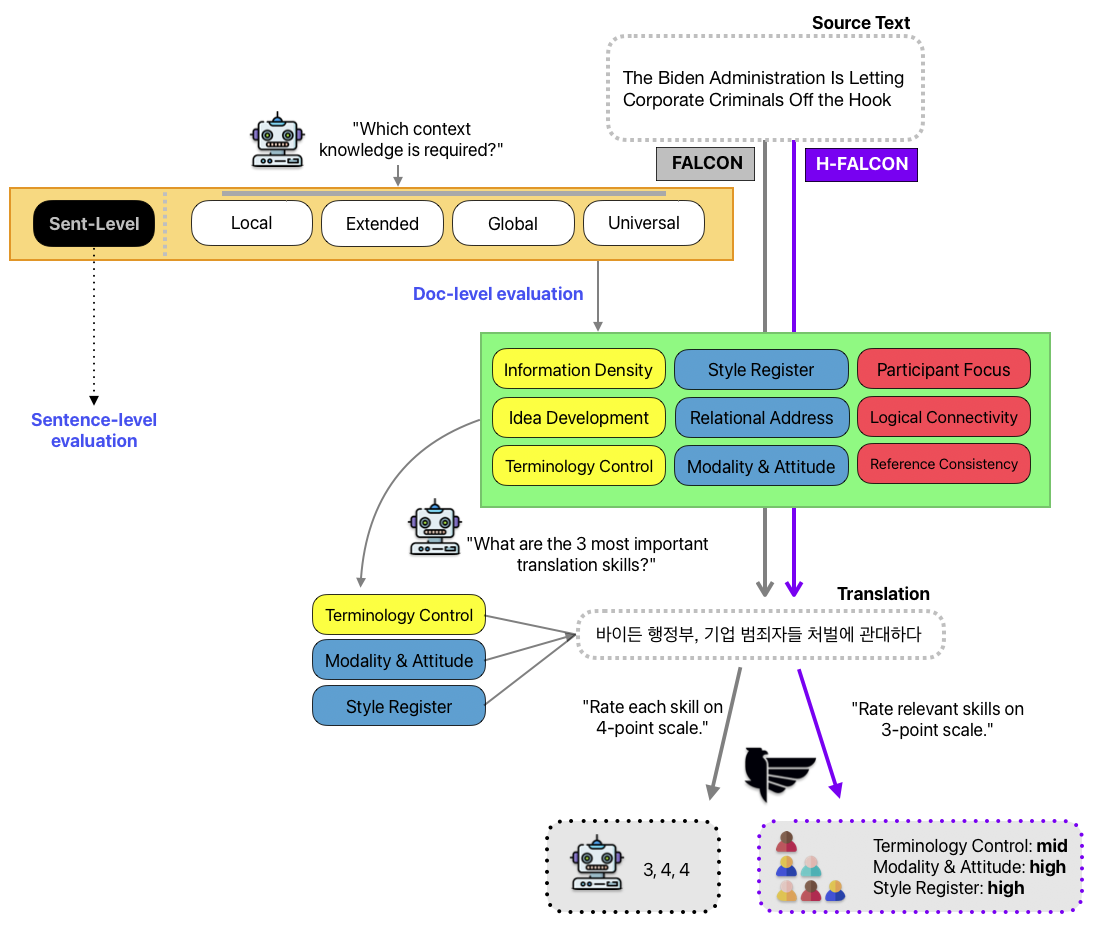 Source Text
The Biden Administration Is Letting
Corporate Criminals Off the Hook
"Which context
knowledge is required?"
FALCON
H-FALCON
Sent-Level
Local
Extended
Global
Universal
Doc-level evaluation
Sentence-level
evaluation
Information Density
Style Register
Participant Focus
Idea Development
Relational Address
Logical Connectivity
Terminology Control
Modality & Attitude
Reference Consistency
"What are the 3 most important
translation skills?"
Translation
Terminology Control
Modality & Attitude
Style Register
바이든 행정부, 기업 범죄자들 처벌에 관대하다
"Rate each skill on
4-point scale."
"Rate relevant skills on
3-point scale."
3, 4, 4
Terminology Control: mid
Modality & Attitude: high
Style Register: high